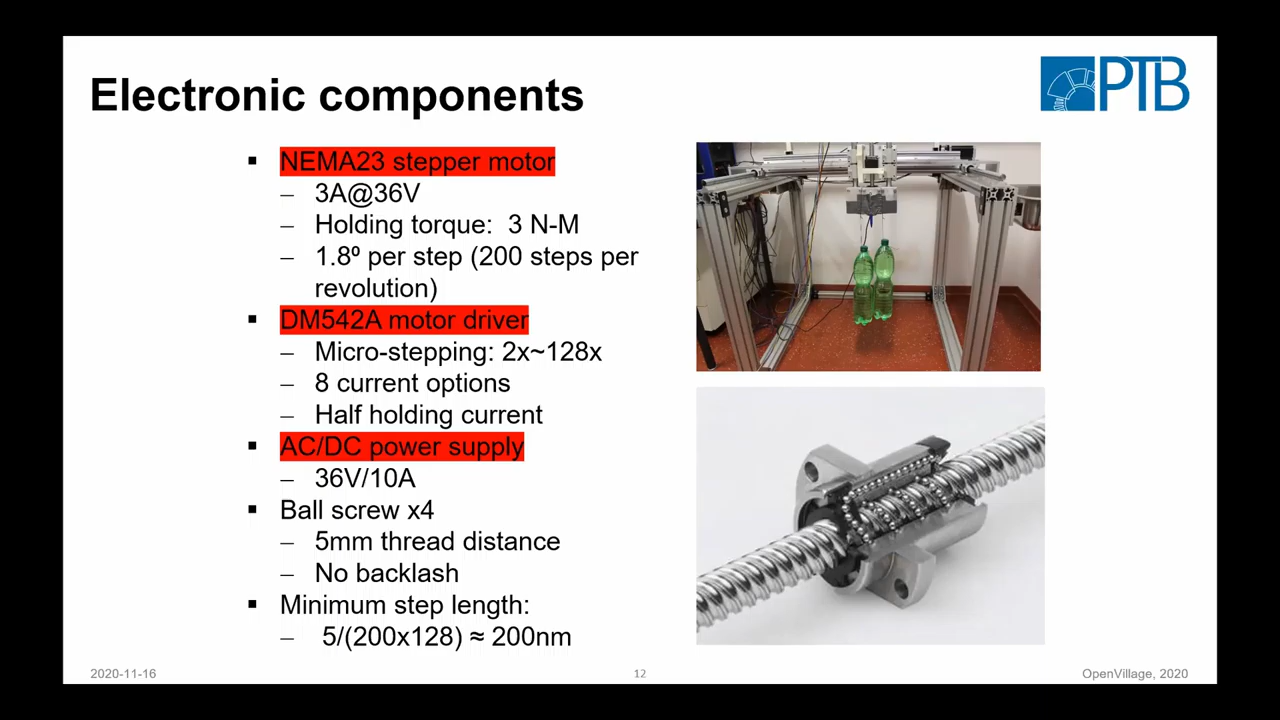 Electronic components
PTB
▪ NEMA23 stepper motor
– 3A@36V
– Holding torque:  3 N-M
– 1.8º per step (200 steps per
revolution)
▪ DM542A motor driver
– Micro-stepping: 2x~128x
– 8 current options
– Half holding current
▪ AC/DC power supply
– 36V/10A
▪ Ball screw x4
– 5mm thread distance
– No backlash
▪ Minimum step length:
– 5/(200x128) ≈ 200nm
2020-11-16
12
OpenVillage, 2020